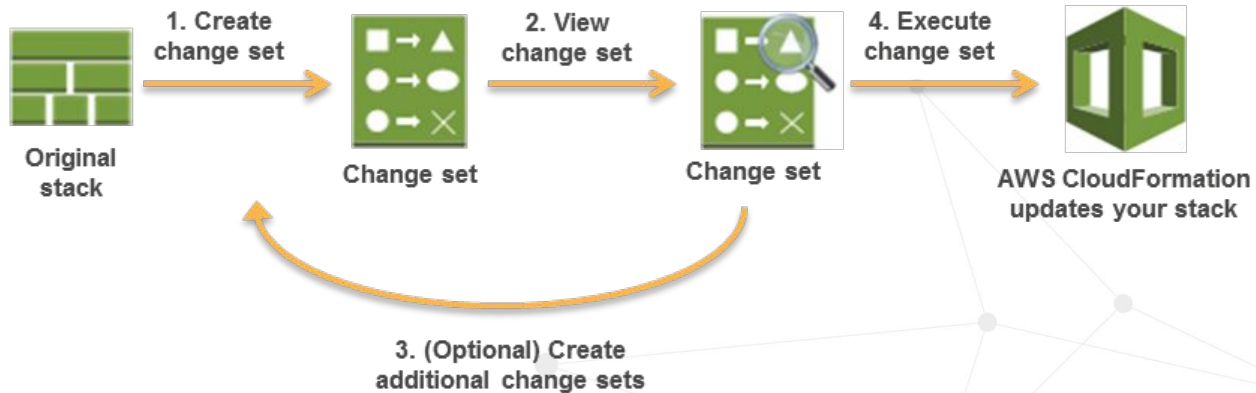 1. Create
change set
2. View
change set
4. Execute
change set
Original
stack
Change set
Change set
AWS CloudFormation
updates your stack
3. (Optional) Create
additional change sets